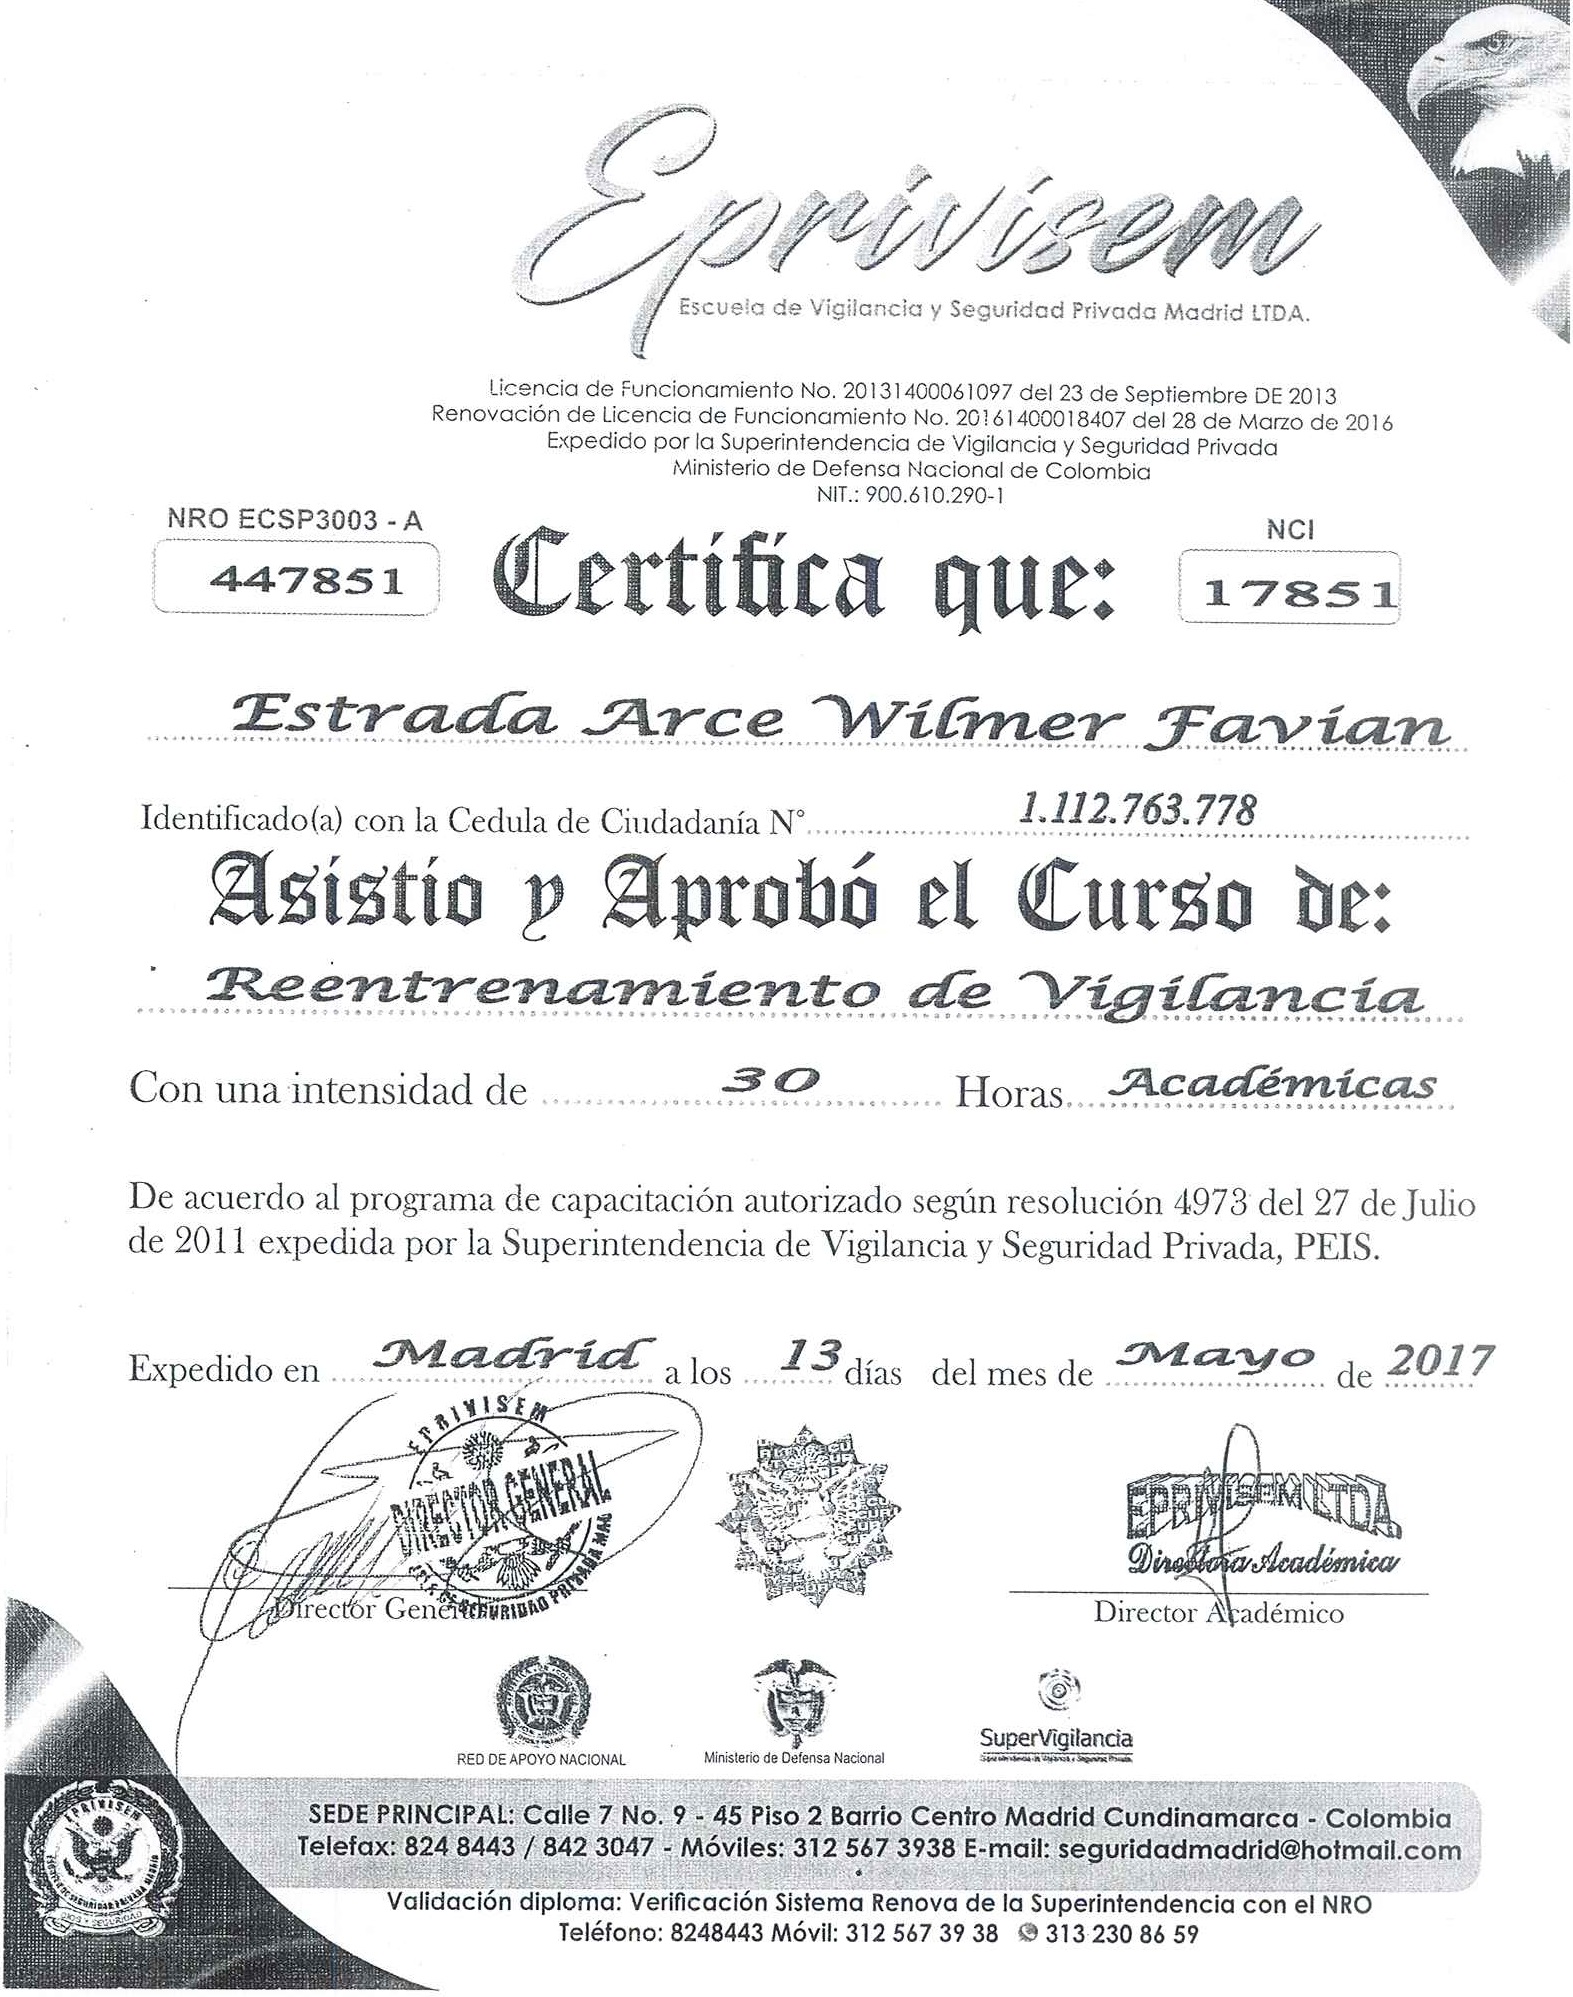 Eprivisem
Escuela de Vigilancia y Seguridad Privada Madrid LTDA.
Licencia de Funcionamiento No. 20131400061097 del 23 de Septiembre DE 2013
Renovación de Licencia de Funcionamiento No. 20161400018407 del 28 de Marzo de 2016
Expedido por la Superintendencia de Vigilancia y Seguridad Privada
Ministerio de Defensa Nacional de Colombia
NIT.: 900.610.290-1
NRO ECSP3003 - A
447851
Certifica que:
NCI
17851
Estrada Arce Wilmer Favian
Identificado(a) con la Cedula de Ciudadanía N° 1.112.763.778
Asistio y Aprobó el Curso de:
Reentrenamiento de Vigilancia
Con una intensidad de 30 Horas Académicas
De acuerdo al programa de capacitación autorizado según resolución 4973 del 27 de Julio
de 2011 expedida por la Superintendencia de Vigilancia y Seguridad Privada, PEIS.
Expedido en Madrid a los 13 días del mes de Mayo de 2017
EPRIVISEM
DIRECTOR GENERAL
SEGURIDAD PRIVADA MAD
Director General
EPRIVISEM LTDA.
Directora Académica
Director Académico
RED DE APOYO NACIONAL
Ministerio de Defensa Nacional
SuperVigilancia
EPRIVISEM
DIOS Y SEGURIDAD
SEDE PRINCIPAL: Calle 7 No. 9 - 45 Piso 2 Barrio Centro Madrid Cundinamarca - Colombia
Telefax: 824 8443 / 842 3047 - Móviles: 312 567 3938 E-mail: seguridadmadrid@hotmail.com
Validación diploma: Verificación Sistema Renova de la Superintendencia con el NRO
Teléfono: 8248443 Móvil: 312 567 39 38 313 230 86 59